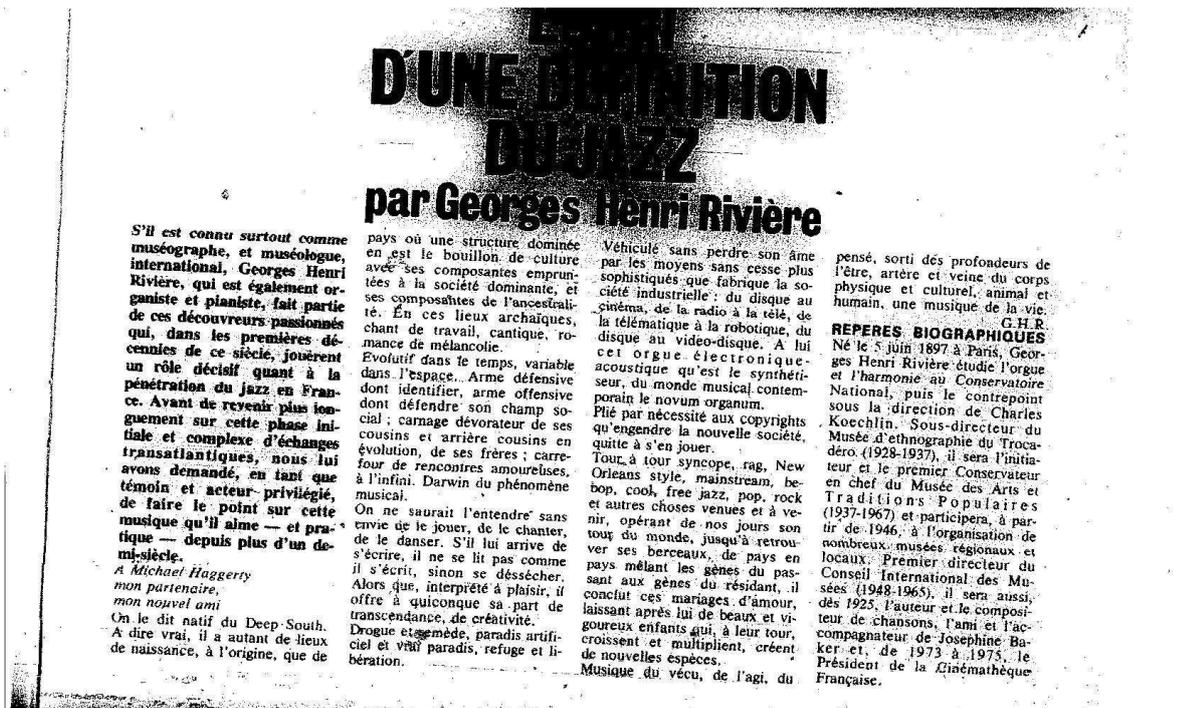 D'UNE DEFINITION
DU JAZZ
par Georges Henri Rivière
S'il est connu surtout comme
muséographe, et muséologue,
international, Georges Henri
Rivière, qui est également or-
ganiste et pianiste, fait partie
de ces découvreurs passionnés
qui, dans les premières dé-
cennies de ce siècle, jouèrent
un rôle décisif quant à la
pénétration du jazz en Fran-
ce. Avant de revenir plus lon-
guement sur cette phase ini-
tiale et complexe d'échanges
transatlantiques, nous lui
avons demandé, en tant que
témoin et acteur privilégié,
de faire le point sur cette
musique qu'il aime — et pra-
tique — depuis plus d'un de-
mi-siècle.
A Michael Haggerty
mon partenaire,
mon nouvel ami
On le dit natif du Deep South.
A dire vrai, il a autant de lieux
de naissance, à l'origine, que de
pays où une structure dominée
en est le bouillon de culture
avec ses composantes emprun-
tées à la société dominante, et
ses composantes de l'ancestrali-
té. En ces lieux archaïques,
chant de travail, cantique, ro-
mance de mélancolie.
Evolutif dans le temps, variable
dans l'espace. Arme défensive
dont identifier, arme offensive
dont défendre son champ so-
cial ; carnage dévorateur de ses
cousins et arrière cousins en
évolution, de ses frères ; carre-
four de rencontres amoureuses,
à l'infini. Darwin du phénomène
musical.
On ne saurait l'entendre sans
envie de le jouer, de le chanter,
de le danser. S'il lui arrive de
s'écrire, il ne se lit pas comme
il s'écrit, sinon se déssécher.
Alors que, interprété à plaisir, il
offre à quiconque sa part de
transcendance, de créativité.
Drogue et remède, paradis artifi-
ciel et vrai paradis, refuge et li-
bération.
Véhiculé sans perdre son âme
par les moyens sans cesse plus
sophistiqués que fabrique la so-
ciété industrielle : du disque au
cinéma, de la radio à la télé, de
la télématique à la robotique, du
disque au video-disque. A lui
cet orgue électronique-
acoustique qu'est le synthéti-
seur, du monde musical contem-
porain le novum organum.
Plié par nécessité aux copyrights
qu'engendre la nouvelle société,
quitte à s'en jouer.
Tour à tour syncope, rag, New
Orleans style, mainstream, be-
bop, cool, free jazz, pop, rock
et autres choses venues et à ve-
nir, opérant de nos jours son
tour du monde, jusqu'à retrou-
ver ses berceaux, de pays en
pays mêlant les gènes du pas-
sant aux gènes du résidant, il
conclut ces mariages d'amour,
laissant après lui de beaux et vi-
goureux enfants qui, à leur tour,
croissent et multiplient, créent
de nouvelles espèces.
Musique du vécu, de l'agi, du
pensé, sorti des profondeurs de
l'être, artère et veine du corps
physique et culturel, animal et
humain, une musique de la vie.
G.H.R.
REPERES BIOGRAPHIQUES
Né le 5 juin 1897 à Paris, Geor-
ges Henri Rivière étudie l'orgue
et l'harmonie au Conservatoire
National, puis le contrepoint
sous la direction de Charles
Koechlin. Sous-directeur du
Musée d'ethnographie du Troca-
déro. (1928-1937), il sera l'initia-
teur et le premier Conservateur
en chef du Musée des Arts et
Traditions Populaires
(1937-1967) et participera, à par-
tir de 1946, à l'organisation de
nombreux musées régionaux et
locaux. Premier directeur du
Conseil International des Mu-
sées (1948-1965), il sera aussi,
dès 1925, l'auteur et le composi-
teur de chansons, l'ami et l'ac-
compagnateur de Josephine Ba-
ker et, de 1973 à 1975, le
Président de la Cinémathèque
Française.